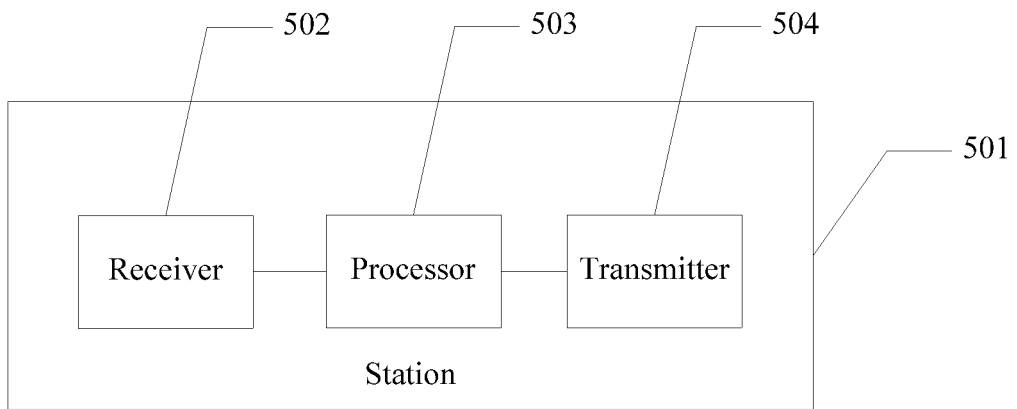 502
503
504
501
Receiver
Processor
Transmitter
Station